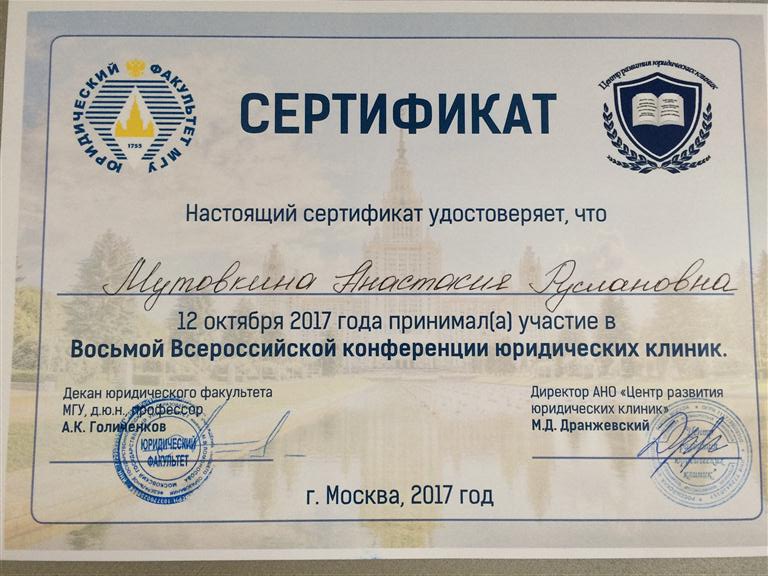 ЮРИДИЧЕСКИЙ ФАКУЛЬТЕТ МГУ
1755
СЕРТИФИКАТ
Центр развития юридических клиник
Настоящий сертификат удостоверяет, что
Мутовкина Анастасия Руслановна
12 октября 2017 года принимал(а) участие в
Восьмой Всероссийской конференции юридических клиник.
Декан юридического факультета
МГУ, д.ю.н., профессор
А.К. Голиченков
ЮРИДИЧЕСКИЙ
ФАКУЛЬТЕТ
Директор АНО «Центр развития
юридических клиник»
М.Д. Дранжевский
г. Москва, 2017 год